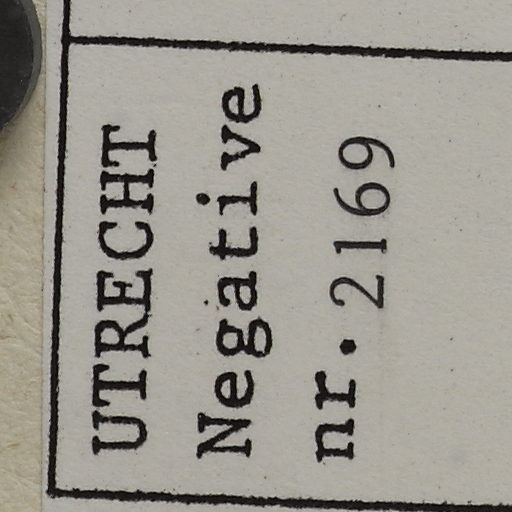 UTRECHT
Negative
nr. 2169